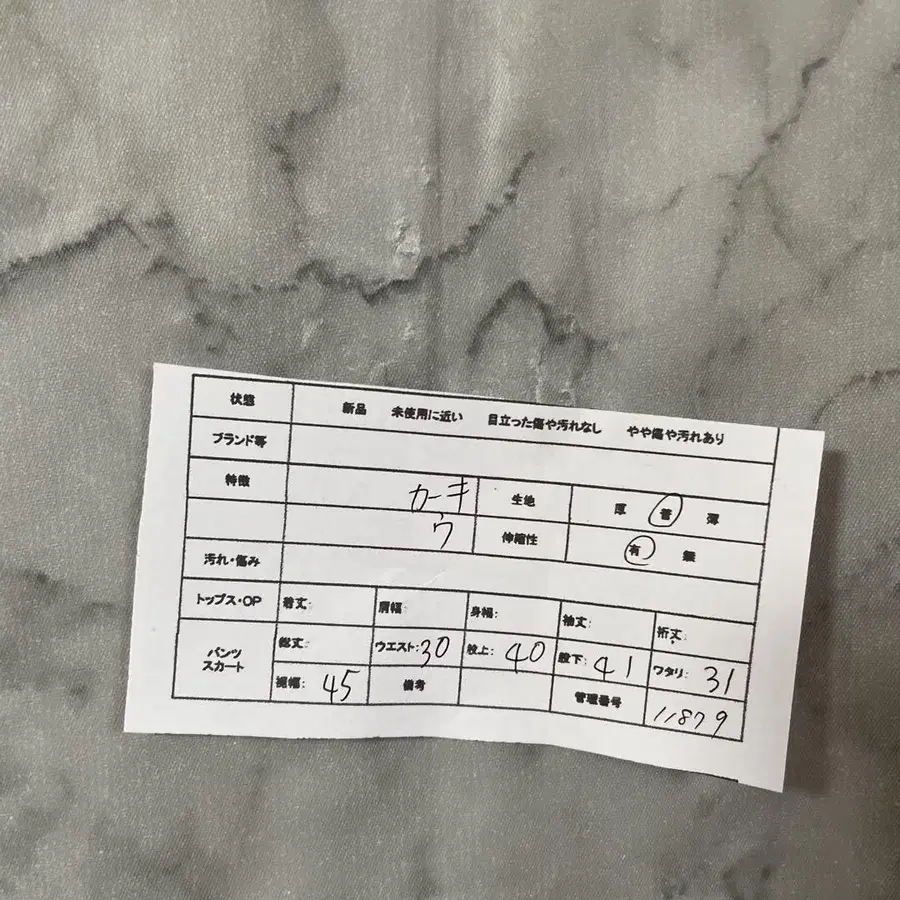 状態 新品 未使用に近い 目立った傷や汚れなし やや傷や汚れあり
ブランド等
特徴 カーキ 生地 厚 普 薄
ウ 伸縮性 有 無
汚れ・傷み
トップス・OP 着丈: 肩幅: 身幅: 袖丈: 裄丈:
パンツ スカート 総丈: ウエスト:30 股上: 40 股下: 41 ワタリ: 31
裾幅: 45 備考 管理番号 11879